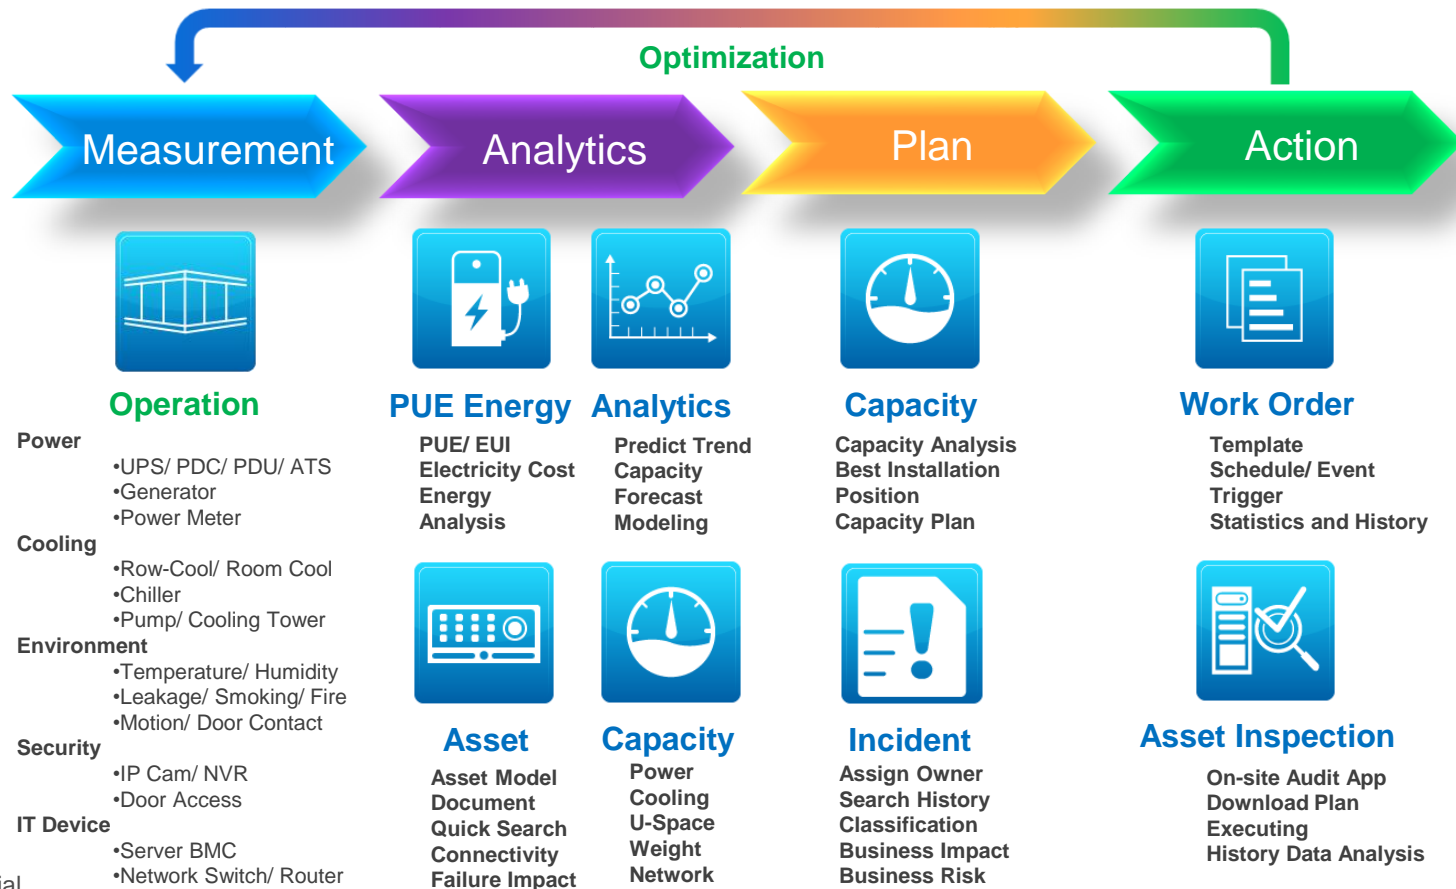 Optimization
Measurement
Analytics
Plan
Action
Operation
Power
•UPS/ PDC/ PDU/ ATS
•Generator
•Power Meter
Cooling
•Row-Cool/ Room Cool
•Chiller
•Pump/ Cooling Tower
Environment
•Temperature/ Humidity
•Leakage/ Smoking/ Fire
•Motion/ Door Contact
Security
•IP Cam/ NVR
•Door Access
IT Device
•Server BMC
•Network Switch/ Router
PUE Energy
PUE/ EUI
Electricity Cost
Energy
Analysis
Analytics
Predict Trend
Capacity
Forecast
Modeling
Asset
Asset Model
Document
Quick Search
Connectivity
Failure Impact
Capacity
Power
Cooling
U-Space
Weight
Network
Capacity
Capacity Analysis
Best Installation
Position
Capacity Plan
Incident
Assign Owner
Search History
Classification
Business Impact
Business Risk
Work Order
Template
Schedule/ Event
Trigger
Statistics and History
Asset Inspection
On-site Audit App
Download Plan
Executing
History Data Analysis